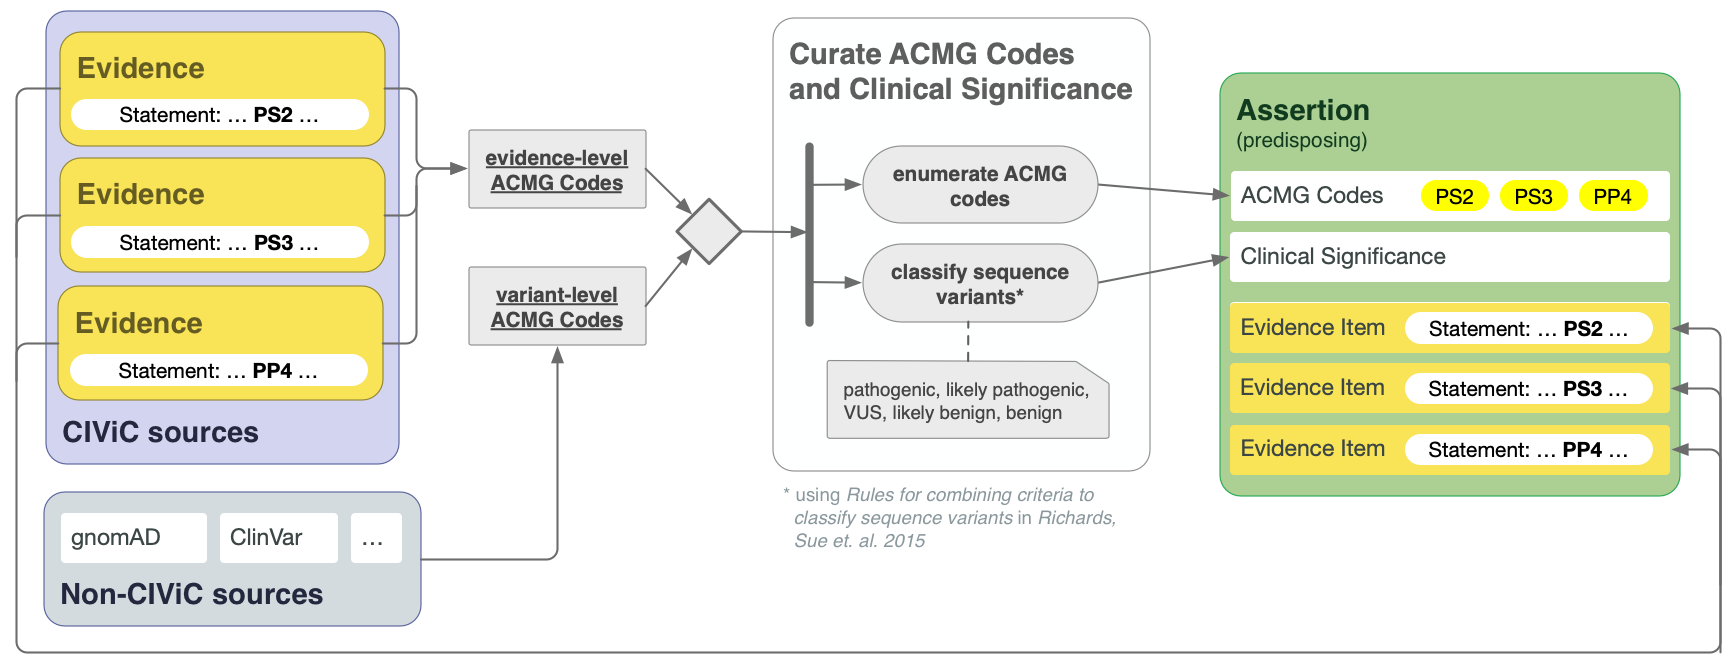 Evidence
Statement: ... PS2 ...
Evidence
Statement: ... PS3 ...
Evidence
Statement: ... PP4 ...
CIViC sources
gnomAD
ClinVar
...
Non-CIViC sources
evidence-level
ACMG Codes
variant-level
ACMG Codes
Curate ACMG Codes
and Clinical Significance
enumerate ACMG
codes
classify sequence
variants*
pathogenic, likely pathogenic,
VUS, likely benign, benign
* using Rules for combining criteria to
classify sequence variants in Richards,
Sue et. al. 2015
Assertion
(predisposing)
ACMG Codes PS2 PS3 PP4
Clinical Significance
Evidence Item Statement: ... PS2 ...
Evidence Item Statement: ... PS3 ...
Evidence Item Statement: ... PP4 ...